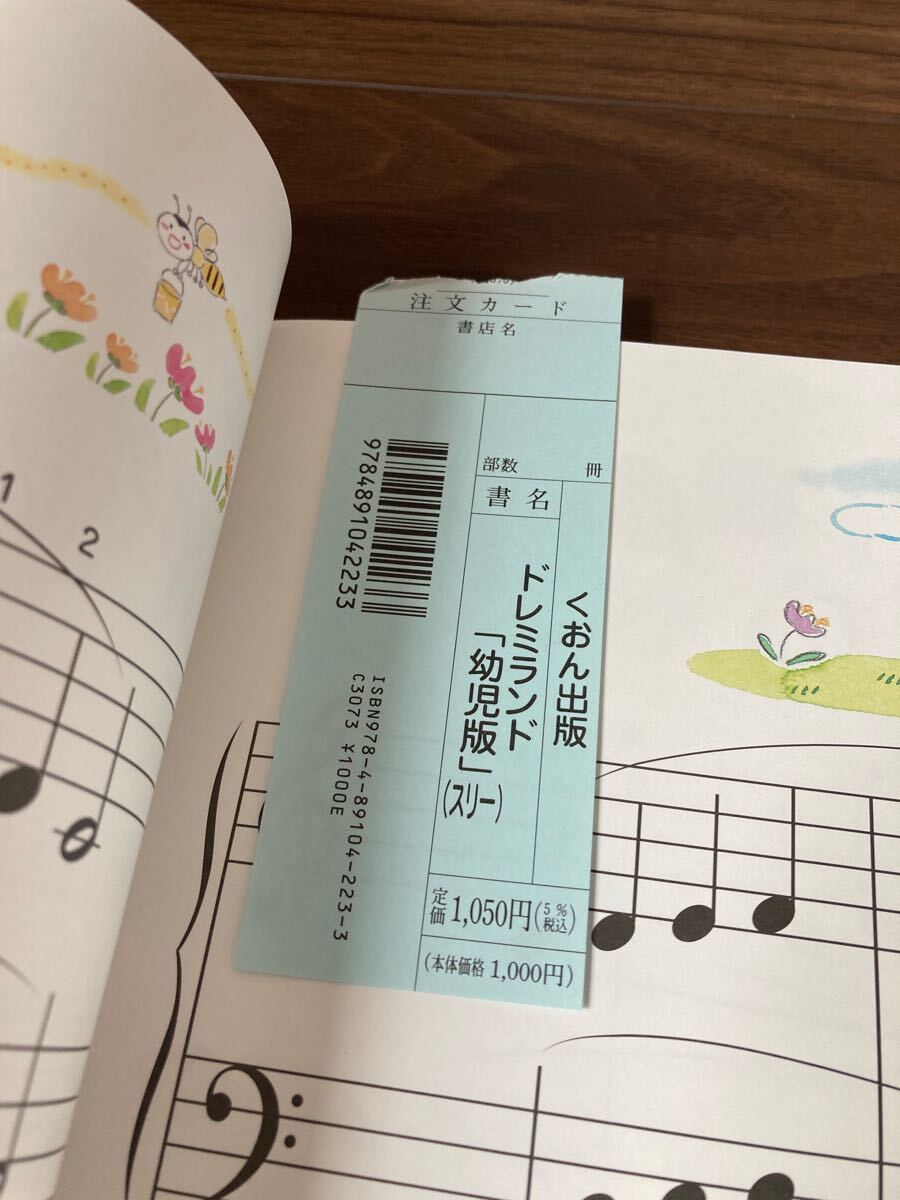 注文カード
書店名
部数 冊
書名
くおん出版
ドレミランド
「幼児版」
(スリー)
9784891042233
ISBN978-4-89104-223-3
C3073 ¥1000E
定価 1,050円(5%税込)
(本体価格 1,000円)
1
2